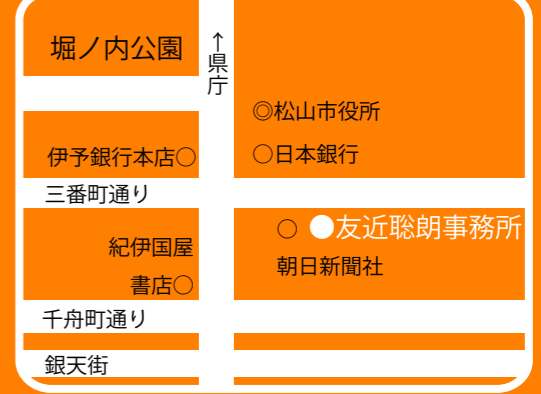 堀ノ内公園
↑県庁
◎松山市役所
伊予銀行本店○
○日本銀行
三番町通り
○ ●友近聡朗事務所
紀伊国屋
書店○
朝日新聞社
千舟町通り
銀天街